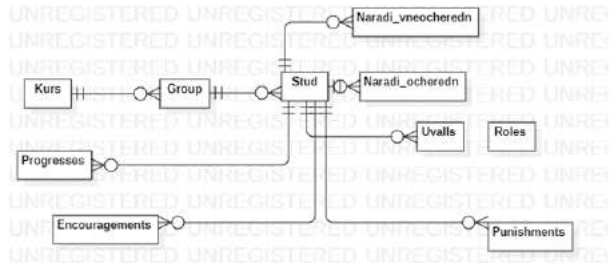 Naradi_vneocheredn
Kurs
Group
Stud
Naradi_ocheredn
Uvalls
Roles
Progresses
Encouragements
Punishments
UNREGISTERED UNREGISTERED UNREGISTERED UNREGISTERED